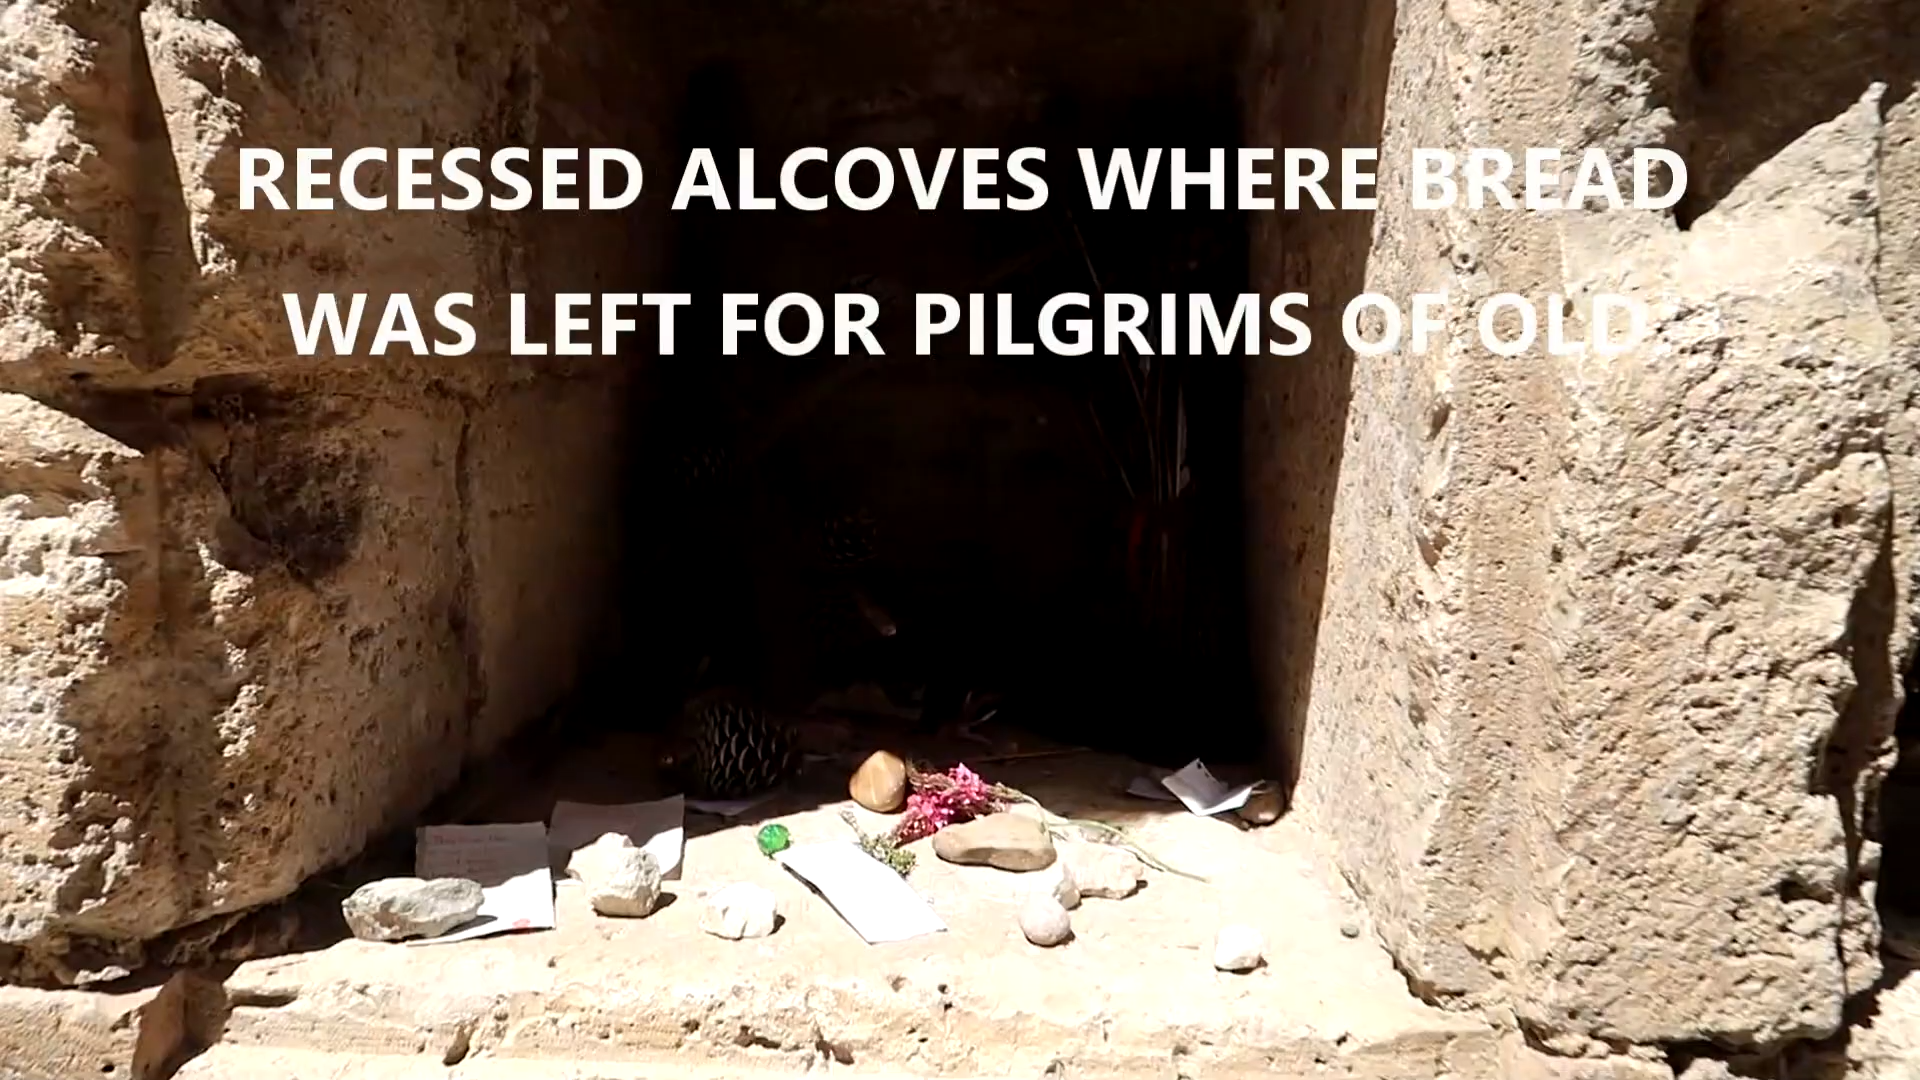 RECESSED ALCOVES WHERE BREAD
WAS LEFT FOR PILGRIMS OF OLD.